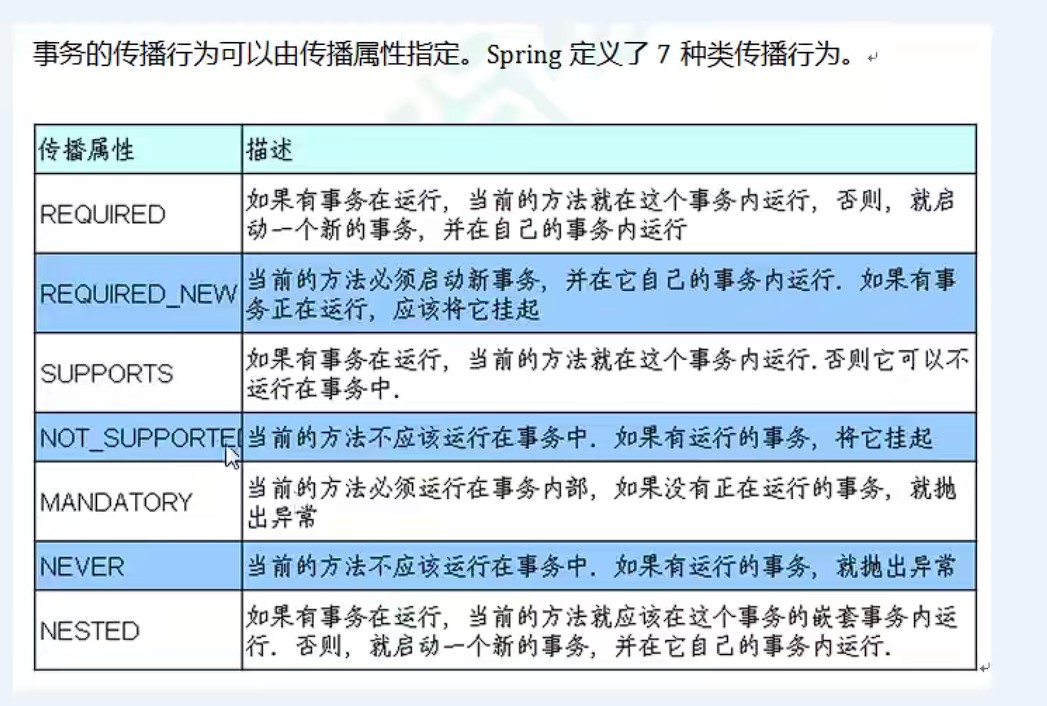 事务的传播行为可以由传播属性指定。Spring 定义了 7 种类传播行为。
传播属性 描述
REQUIRED
如果有事务在运行，当前的方法就在这个事务内运行，否则，就启
动一个新的事务，并在自己的事务内运行
REQUIRED_NEW
当前的方法必须启动新事务，并在它自己的事务内运行. 如果有事
务正在运行，应该将它挂起
SUPPORTS
如果有事务在运行，当前的方法就在这个事务内运行.否则它可以不
运行在事务中.
NOT_SUPPORTED 当前的方法不应该运行在事务中. 如果有运行的事务，将它挂起
MANDATORY
当前的方法必须运行在事务内部，如果没有正在运行的事务，就抛
出异常
NEVER 当前的方法不应该运行在事务中. 如果有运行的事务，就抛出异常
NESTED
如果有事务在运行，当前的方法就应该在这个事务的嵌套事务内运
行. 否则，就启动一个新的事务，并在它自己的事务内运行.